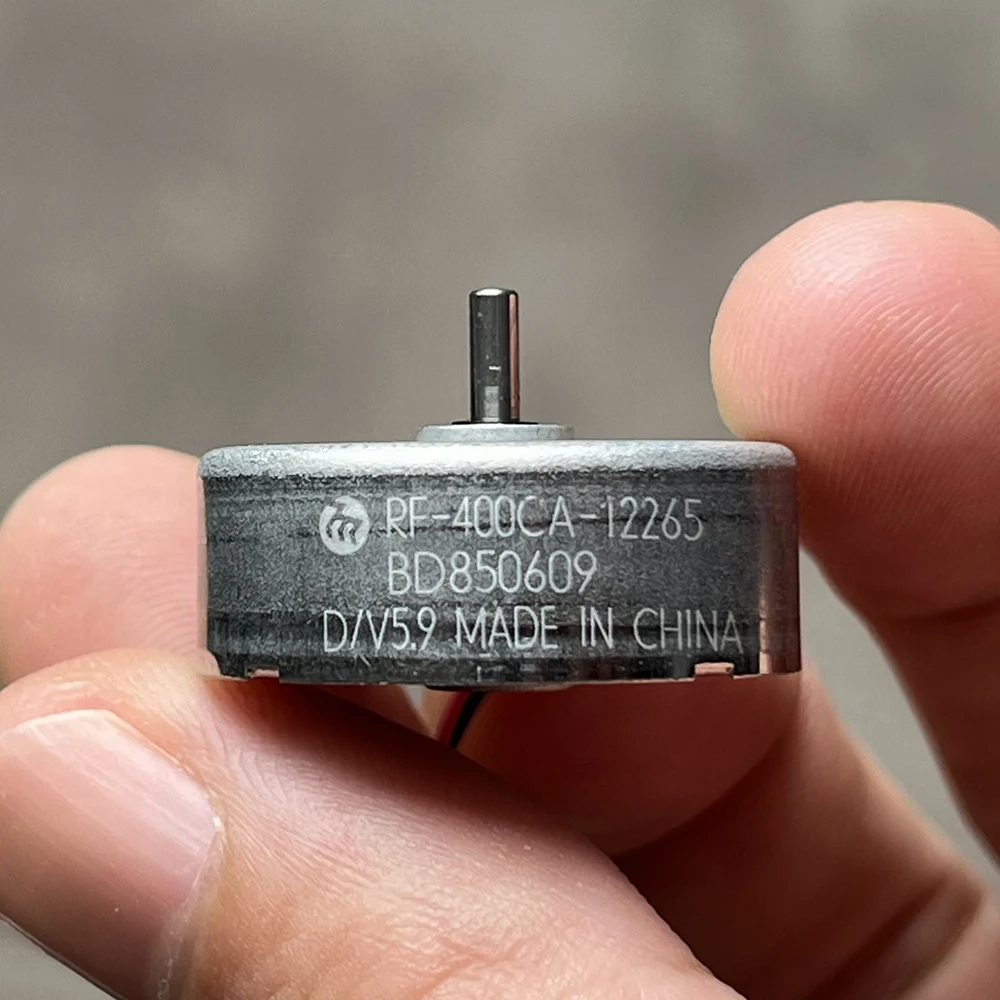 RF-400CA-12265
BD850609
D/V5.9 MADE IN CHINA